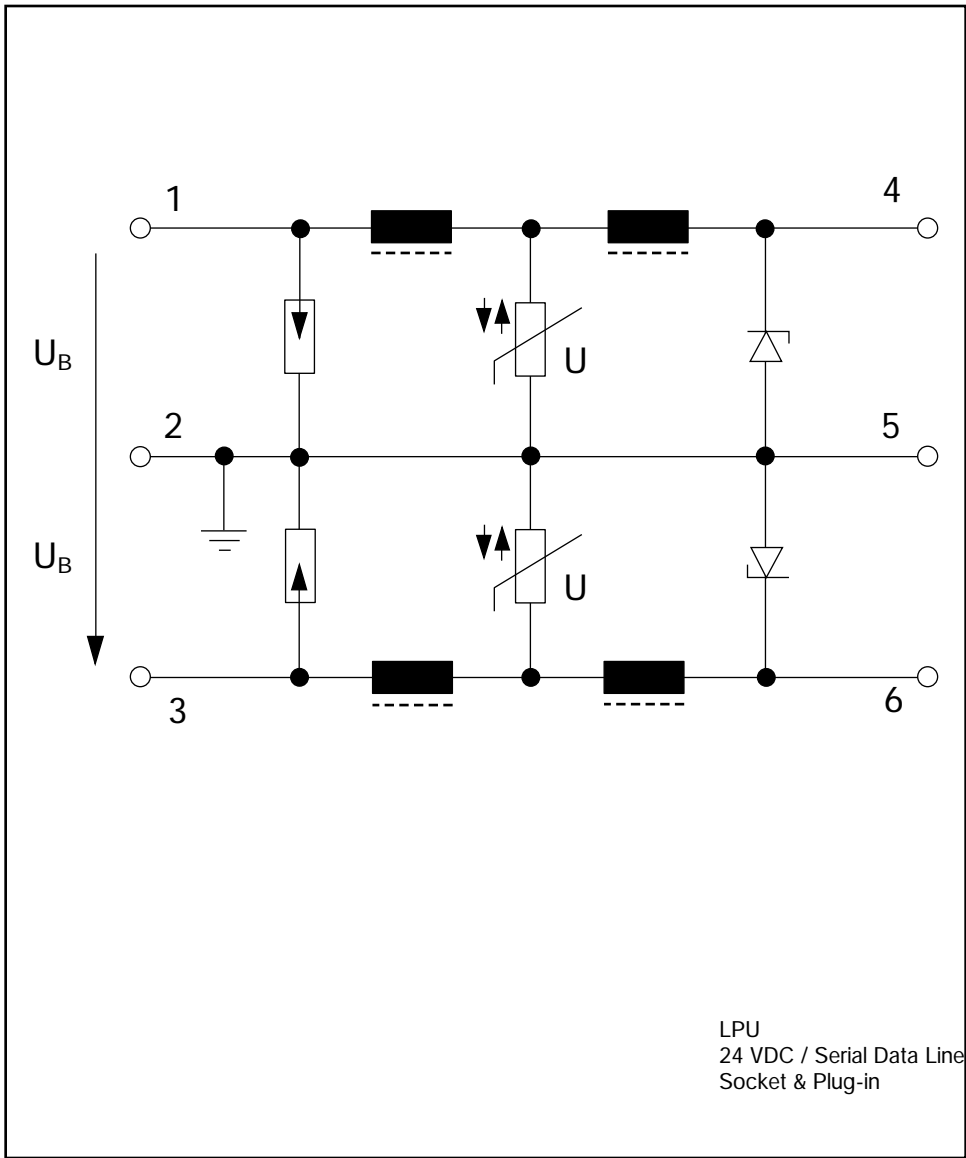 1
4
U
U_B
2
5
U_B
U
3
6
LPU
24 VDC / Serial Data Line
Socket & Plug-in